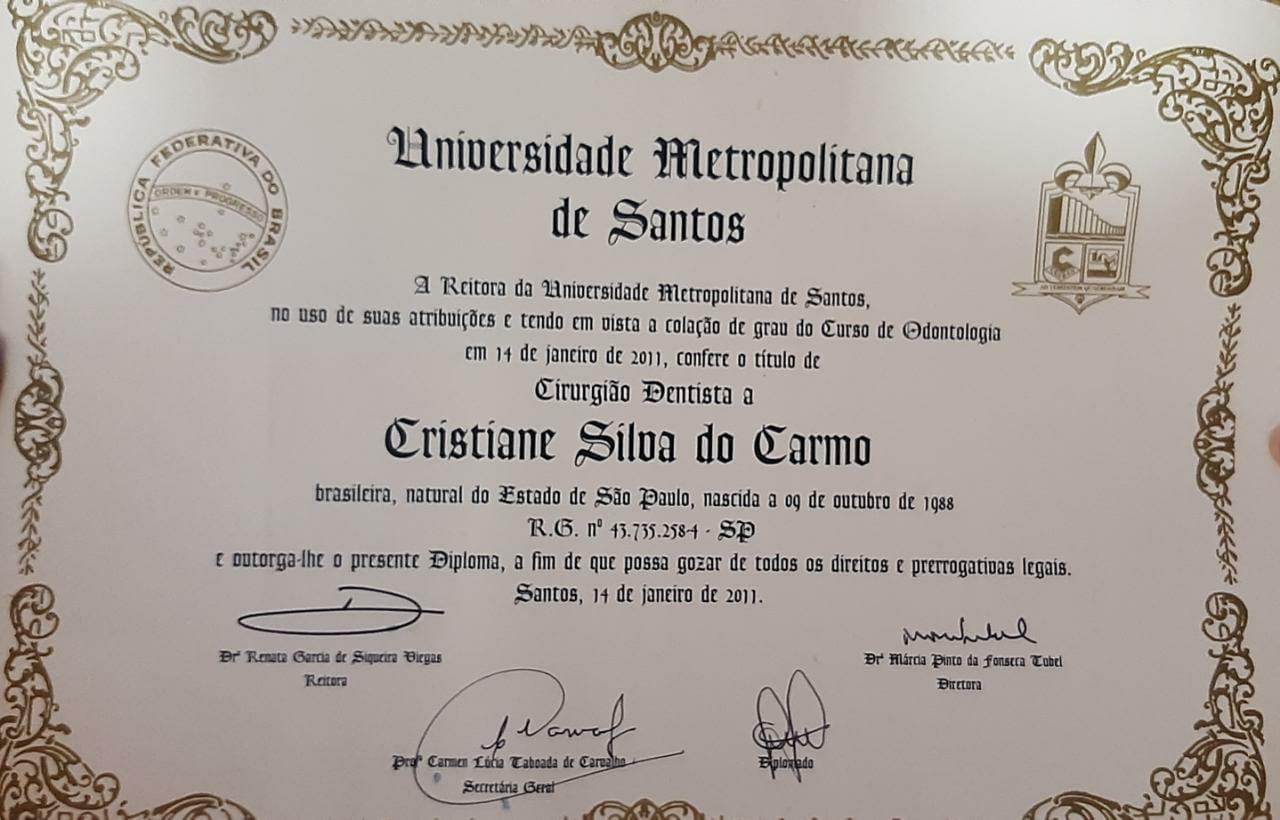 Universidade Metropolitana
de Santos
REPUBLICA FEDERATIVA DO BRASIL
ORDEM E PROGRESSO
A Reitora da Universidade Metropolitana de Santos,
no uso de suas atribuições e tendo em vista a colação de grau do Curso de Odontologia
em 14 de janeiro de 2011, confere o título de
Cirurgião Dentista a
Cristiane Silva do Carmo
brasileira, natural do Estado de São Paulo, nascida a 09 de outubro de 1988
R.G. nº 43.735.258-4 - SP
e outorga-lhe o presente Diploma, a fim de que possa gozar de todos os direitos e prerrogativas legais.
Santos, 14 de janeiro de 2011.
Drª Renata Garcia de Siqueira Viegas
Reitora
Drª Márcia Pinto da Fonseca Tubel
Diretora
Profª Carmen Lúcia Taboada de Carvalho
Secretária Geral
Diplomado